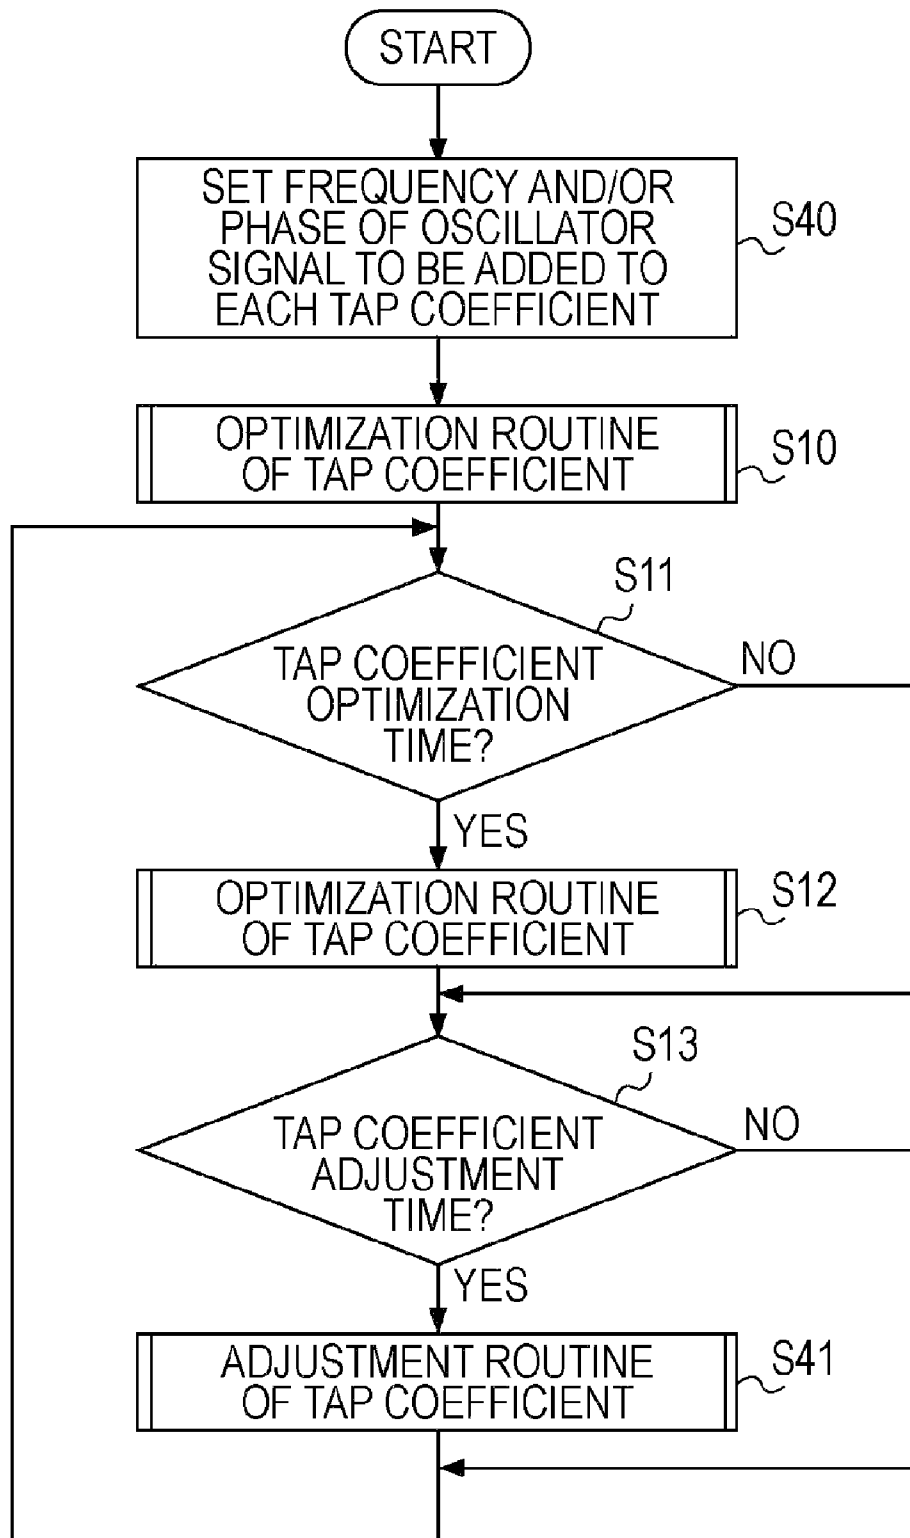 START
SET FREQUENCY AND/OR
PHASE OF OSCILLATOR
SIGNAL TO BE ADDED TO
EACH TAP COEFFICIENT
S40
OPTIMIZATION ROUTINE
OF TAP COEFFICIENT
S10
S11
TAP COEFFICIENT
OPTIMIZATION
TIME?
NO
YES
OPTIMIZATION ROUTINE
OF TAP COEFFICIENT
S12
S13
TAP COEFFICIENT
ADJUSTMENT
TIME?
NO
YES
ADJUSTMENT ROUTINE
OF TAP COEFFICIENT
S41